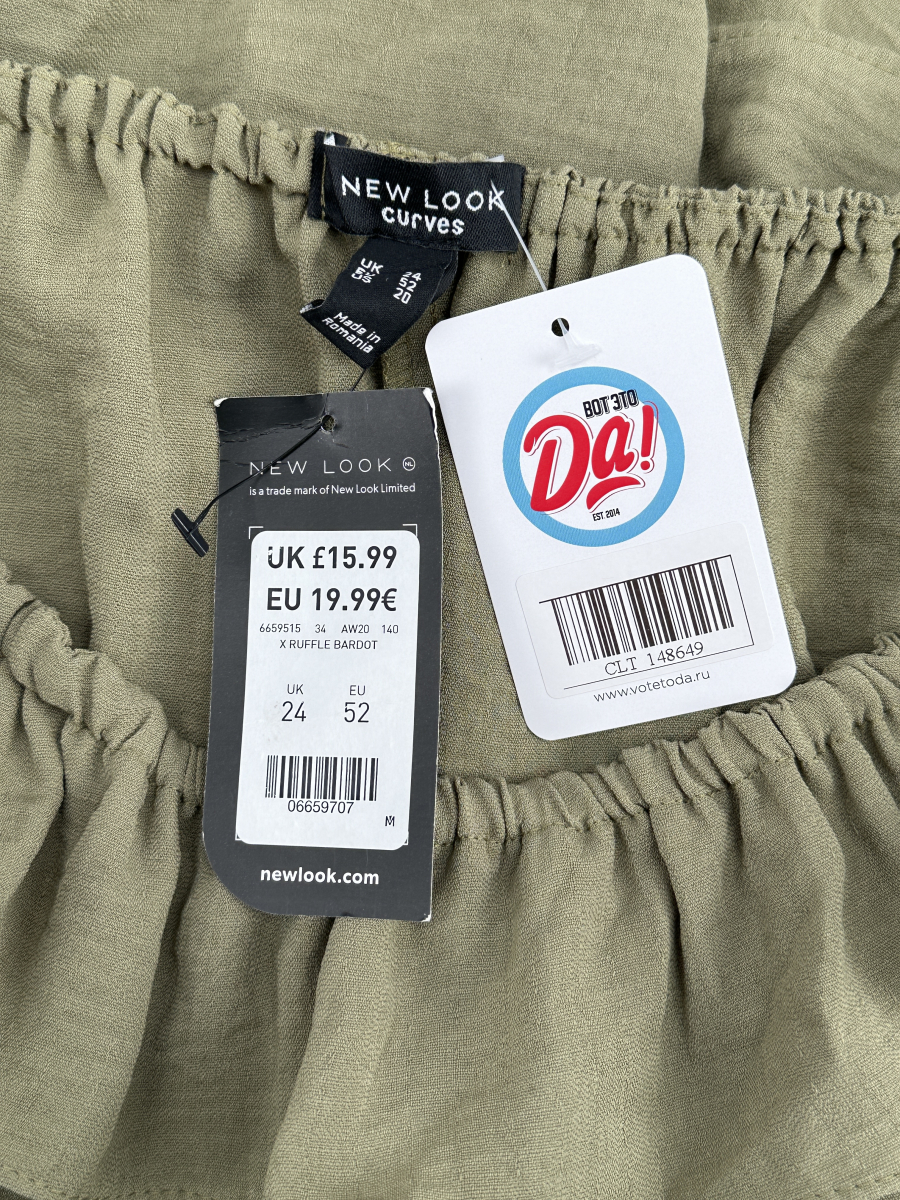 NEW LOOK
curves
UK 24
52
US 20
Made in
Romania
NEW LOOK NL
is a trade mark of New Look Limited
UK £15.99
EU 19.99€
6659515 34 AW20 140
X RUFFLE BARDOT
UK EU
24 52
06659707
M
newlook.com
ВОТ ЭТО
Да!
EST. 2014
CLT 148649
www.votetoda.ru